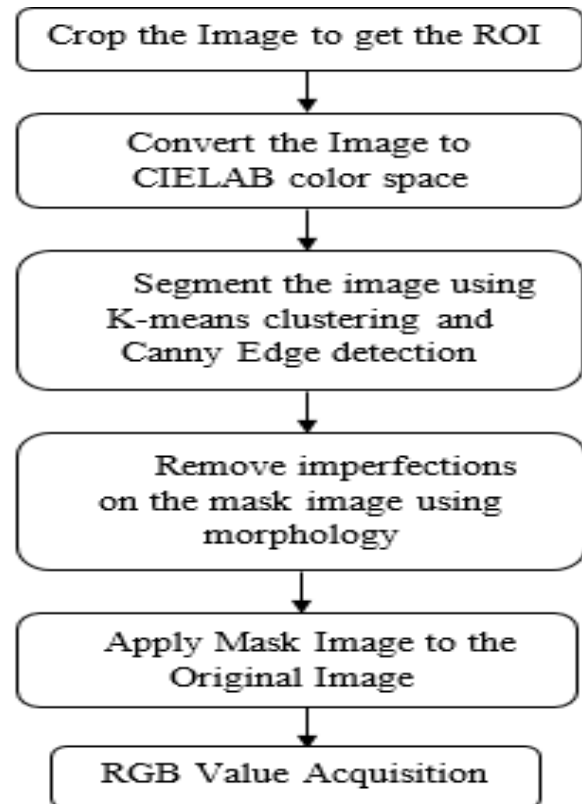 Crop the Image to get the ROI
Convert the Image to
CIELAB color space
Segment the image using
K-means clustering and
Canny Edge detection
Remove imperfections
on the mask image using
morphology
Apply Mask Image to the
Original Image
RGB Value Acquisition